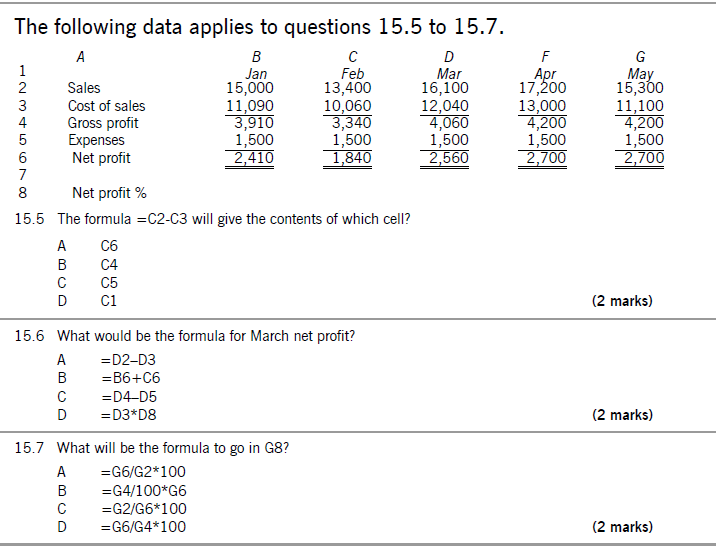 The following data applies to questions 15.5 to 15.7.
A B C D F G
1 Jan Feb Mar Apr May
2 Sales 15,000 13,400 16,100 17,200 15,300
3 Cost of sales 11,090 10,060 12,040 13,000 11,100
4 Gross profit 3,910 3,340 4,060 4,200 4,200
5 Expenses 1,500 1,500 1,500 1,500 1,500
6 Net profit 2,410 1,840 2,560 2,700 2,700
7
8 Net profit %
15.5 The formula =C2-C3 will give the contents of which cell?
A C6
B C4
C C5
D C1 (2 marks)
15.6 What would be the formula for March net profit?
A =D2–D3
B =B6+C6
C =D4–D5
D =D3*D8 (2 marks)
15.7 What will be the formula to go in G8?
A =G6/G2*100
B =G4/100*G6
C =G2/G6*100
D =G6/G4*100 (2 marks)